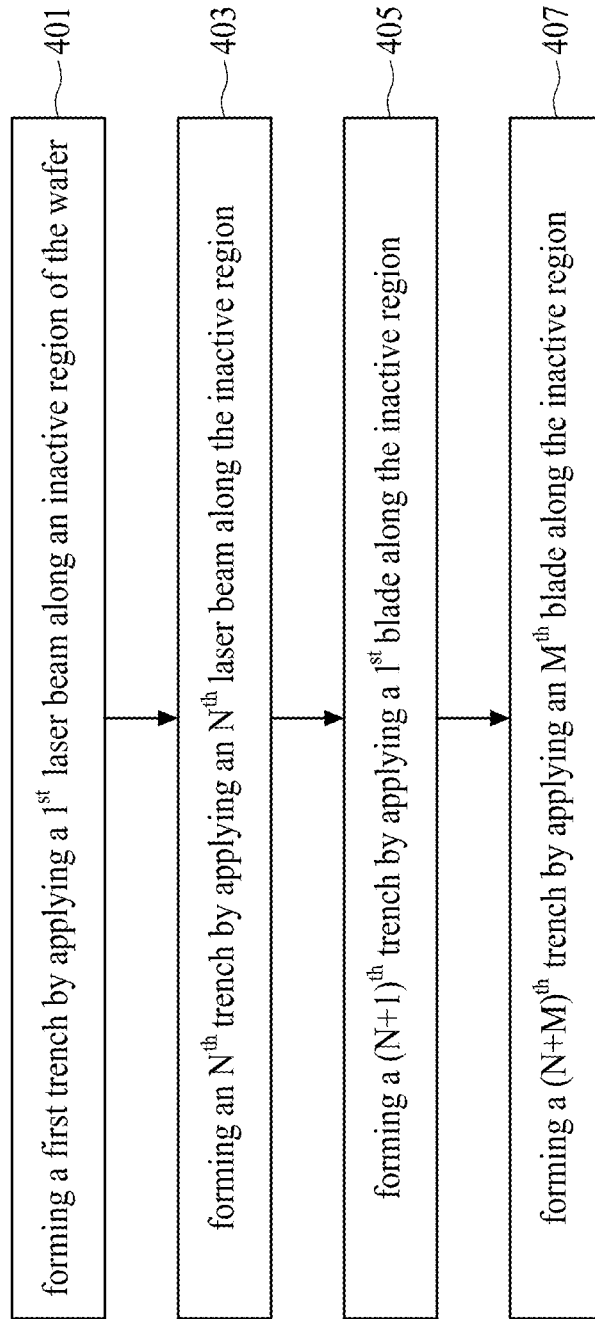 forming a first trench by applying a 1st laser beam along an inactive region of the wafer
401
forming an Nth trench by applying an Nth laser beam along the inactive region
403
forming a (N+1)th trench by applying a 1st blade along the inactive region
405
forming a (N+M)th trench by applying an Mth blade along the inactive region
407